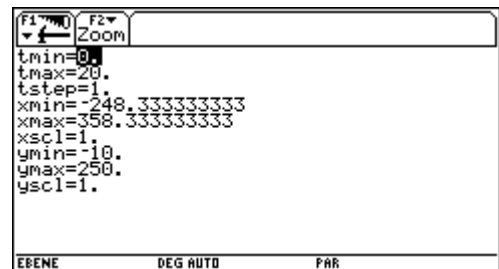 F1 F2
Zoom
tmin=0.
tmax=20.
tstep=1.
xmin=-248.333333333
xmax=358.333333333
xscl=1.
ymin=-10.
ymax=250.
yscl=1.
EBENE DEG AUTO PAR